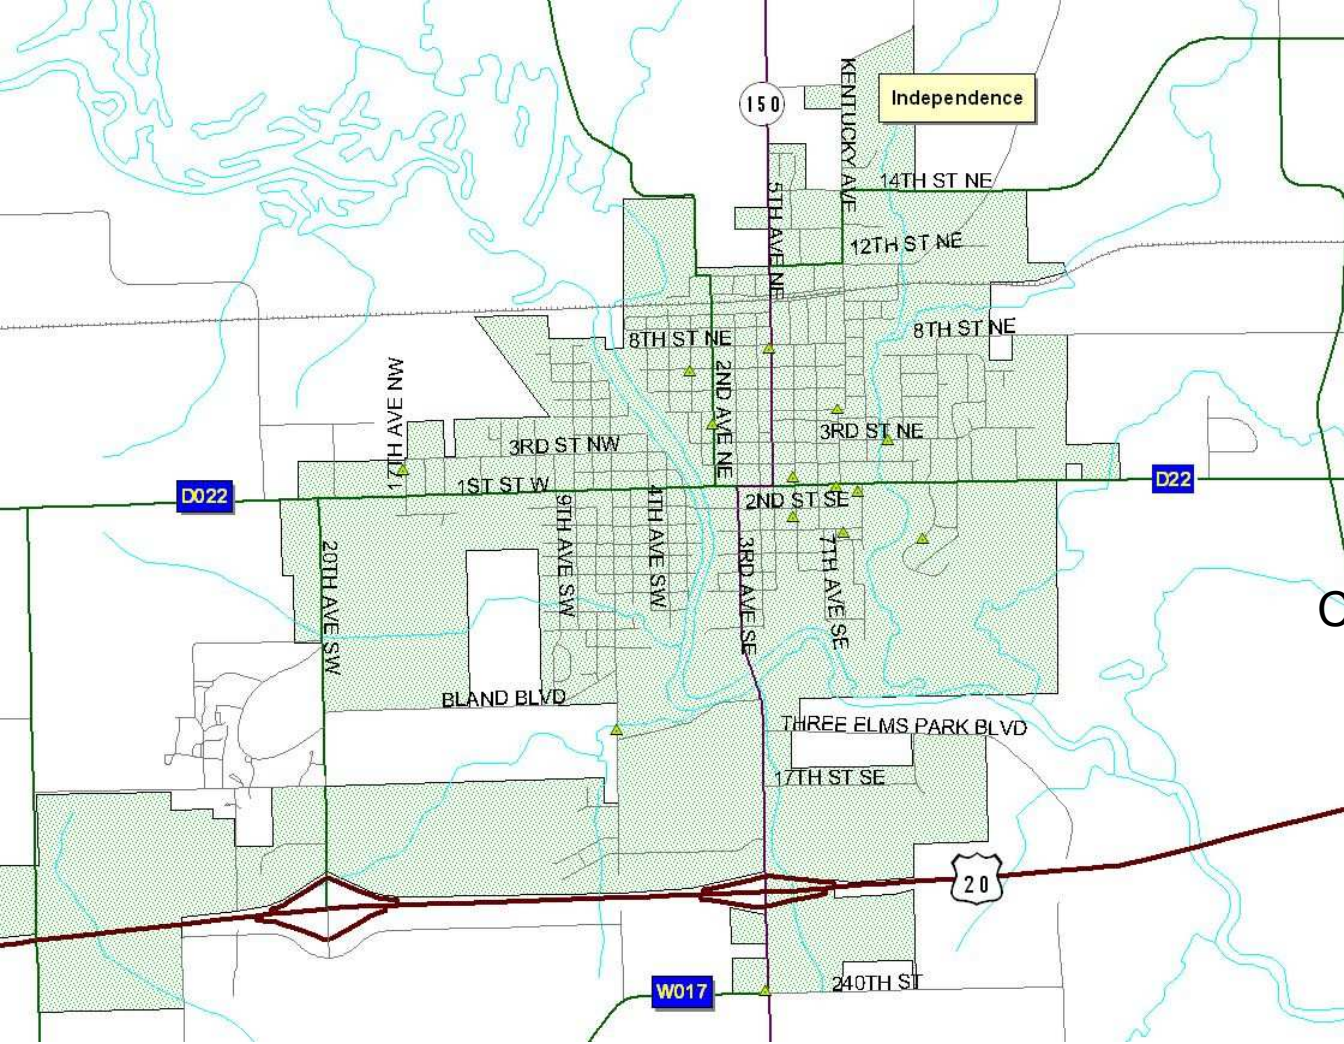 KENTUCKY AVE
150
Independence
5TH AVE NE
14TH ST NE
12TH ST NE
8TH ST NE
8TH ST NE
17TH AVE NW
2ND AVE NE
3RD ST NW
3RD ST NE
1ST ST W
D022
D22
2ND ST SE
9TH AVE SW
4TH AVE SW
20TH AVE SW
3RD AVE SE
7TH AVE SE
BLAND BLVD
THREE ELMS PARK BLVD
17TH ST SE
20
W017
240TH ST